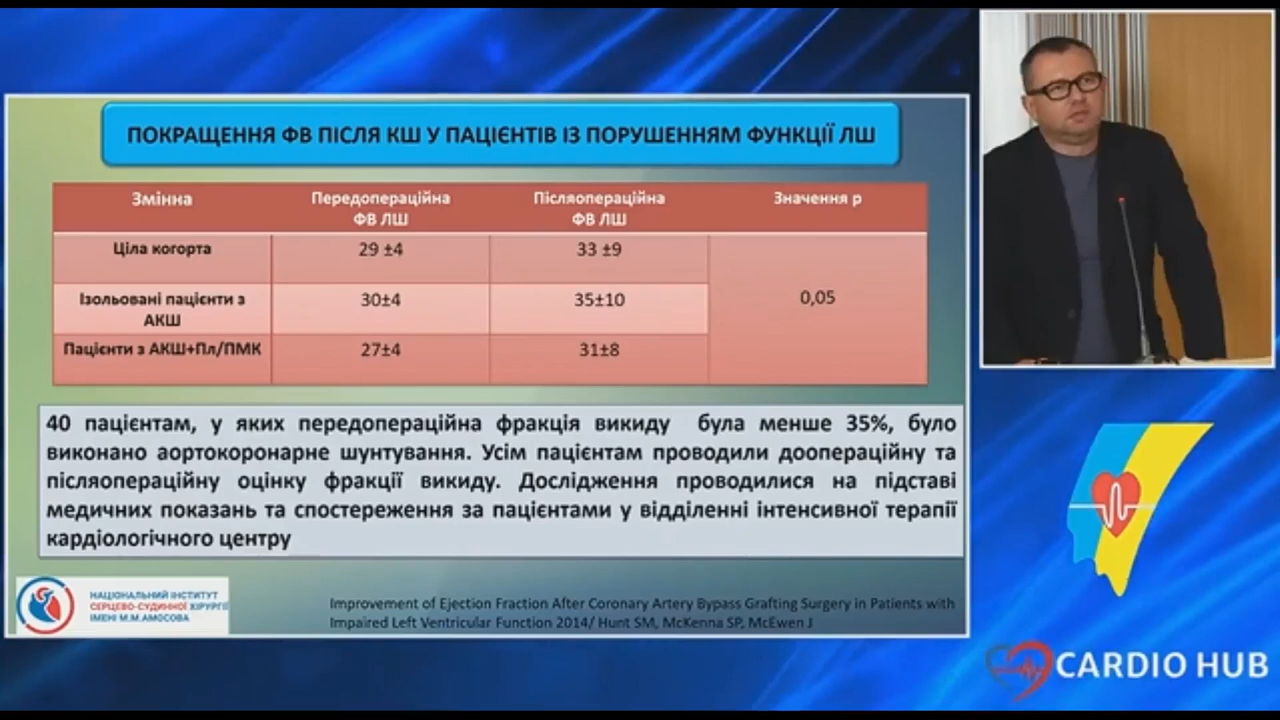 ПОКРАЩЕННЯ ФВ ПІСЛЯ КШ У ПАЦІЄНТІВ ІЗ ПОРУШЕННЯМ ФУНКЦІЇ ЛШ
Змінна
Передопераційна
ФВ ЛШ
Післяопераційна
ФВ ЛШ
Значення р
Ціла когорта
29 ±4
33 ±9
Ізольовані пацієнти з
АКШ
30±4
35±10
0,05
Пацієнти з АКШ+Пл/ПМК
27±4
31±8
40 пацієнтам, у яких передопераційна фракція викиду була менше 35%, було
виконано аортокоронарне шунтування. Усім пацієнтам проводили доопераційну та
післяопераційну оцінку фракції викиду. Дослідження проводилися на підставі
медичних показань та спостереження за пацієнтами у відділенні інтенсивної терапії
кардіологічного центру
НАЦІОНАЛЬНИЙ ІНСТИТУТ
СЕРЦЕВО-СУДИННОЇ ХІРУРГІЇ
ІМЕНІ М.М.АМОСОВА
Improvement of Ejection Fraction After Coronary Artery Bypass Grafting Surgery in Patients with
Impaired Left Ventricular Function 2014/ Hunt SM, McKenna SP, McEwen J
CARDIO HUB